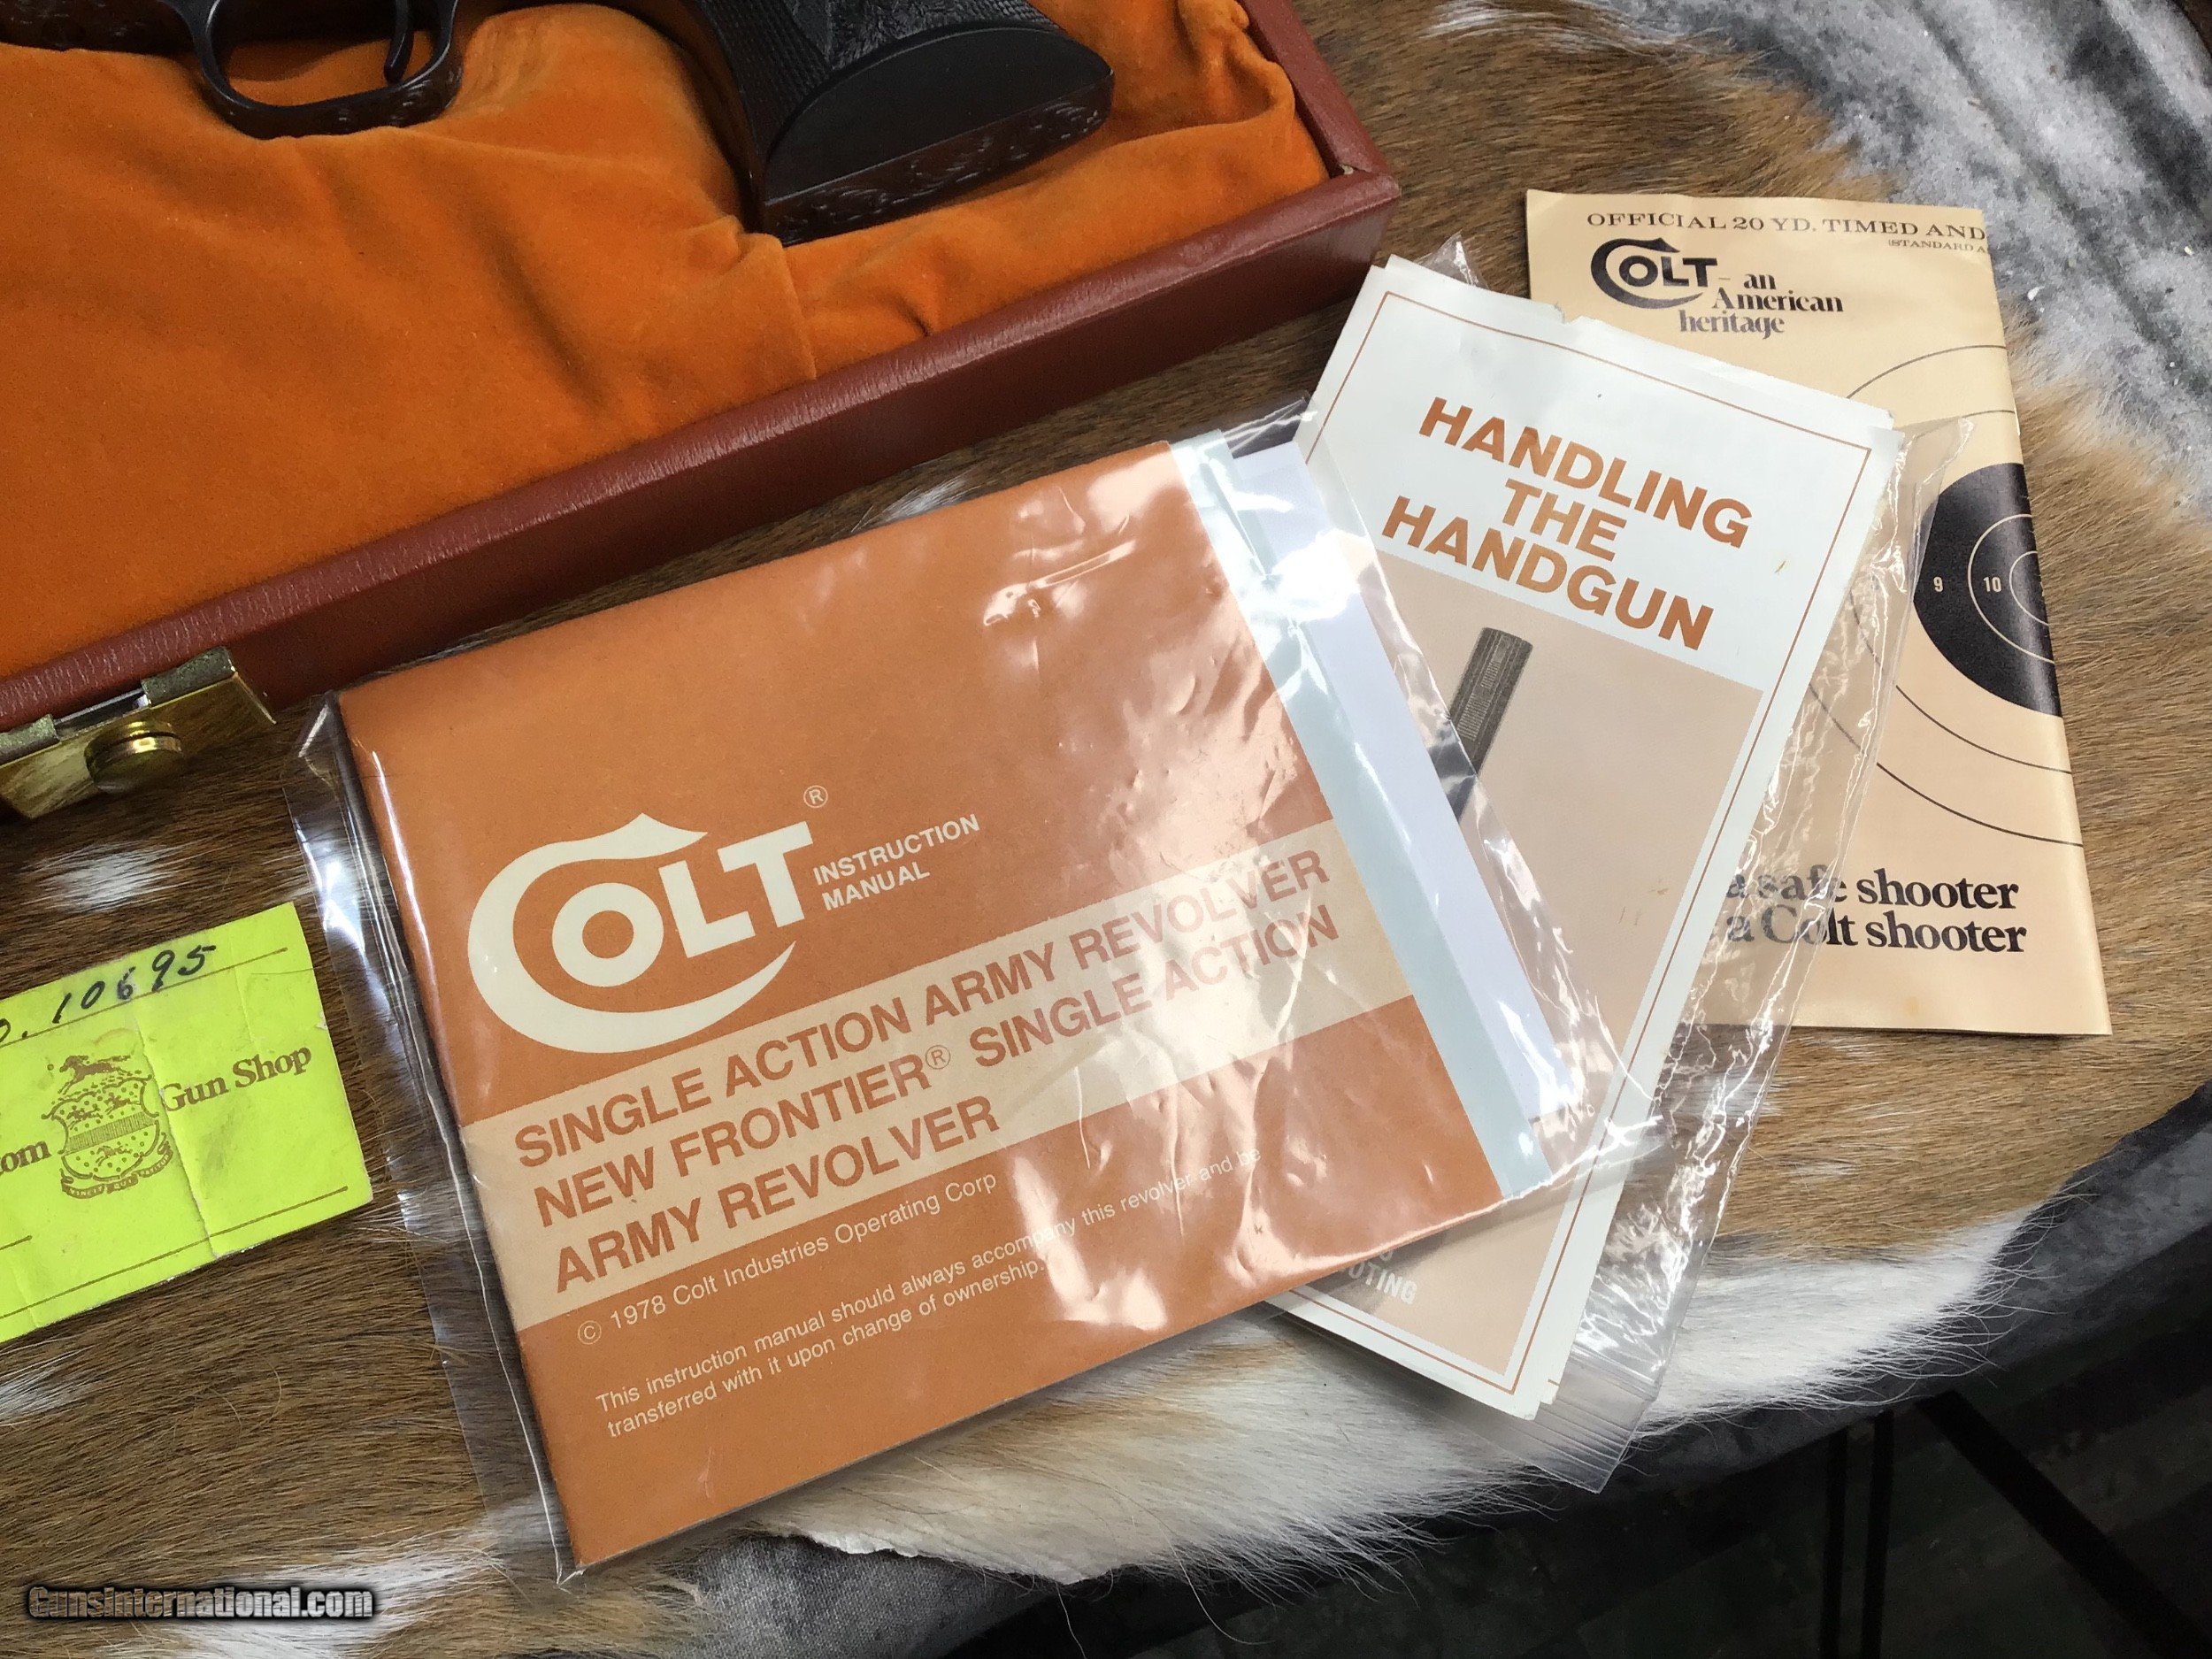 OFFICIAL 20 YD. TIMED AND
(STANDARD A
COLT - an
American
heritage
9 10
a safe shooter
a Colt shooter
HANDLING
THE
HANDGUN
COLT®
INSTRUCTION
MANUAL
SINGLE ACTION ARMY REVOLVER
NEW FRONTIER® SINGLE ACTION
ARMY REVOLVER
© 1978 Colt Industries Operating Corp
This instruction manual should always accompany this revolver and be
transferred with it upon change of ownership.
o. 10695
om Gun Shop
GunsInternational.com